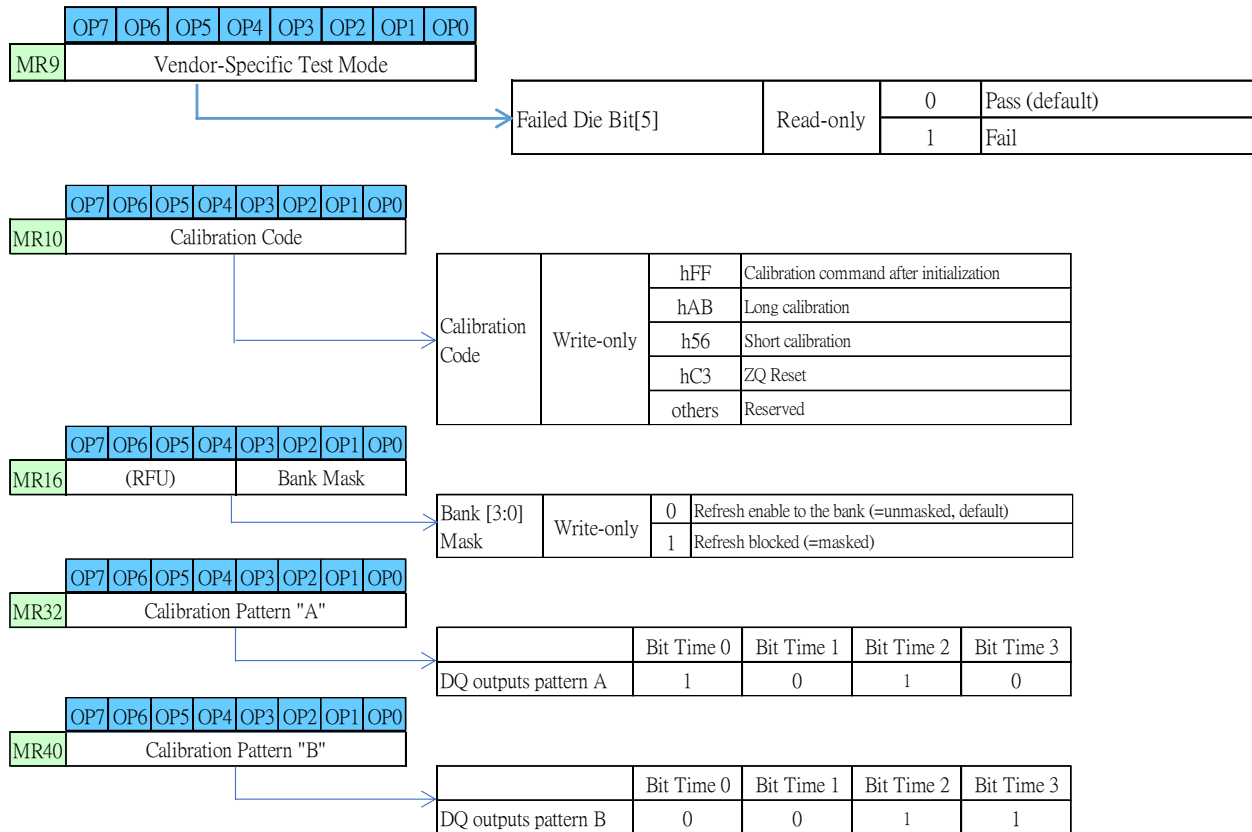 OP7 OP6 OP5 OP4 OP3 OP2 OP1 OP0
MR9 Vendor-Specific Test Mode
Failed Die Bit[5] Read-only 0 Pass (default)
1 Fail
OP7 OP6 OP5 OP4 OP3 OP2 OP1 OP0
MR10 Calibration Code
Calibration Code Write-only hFF Calibration command after initialization
hAB Long calibration
h56 Short calibration
hC3 ZQ Reset
others Reserved
OP7 OP6 OP5 OP4 OP3 OP2 OP1 OP0
MR16 (RFU) Bank Mask
Bank [3:0] Mask Write-only 0 Refresh enable to the bank (=unmasked, default)
1 Refresh blocked (=masked)
OP7 OP6 OP5 OP4 OP3 OP2 OP1 OP0
MR32 Calibration Pattern "A"
Bit Time 0 Bit Time 1 Bit Time 2 Bit Time 3
DQ outputs pattern A 1 0 1 0
OP7 OP6 OP5 OP4 OP3 OP2 OP1 OP0
MR40 Calibration Pattern "B"
Bit Time 0 Bit Time 1 Bit Time 2 Bit Time 3
DQ outputs pattern B 0 0 1 1